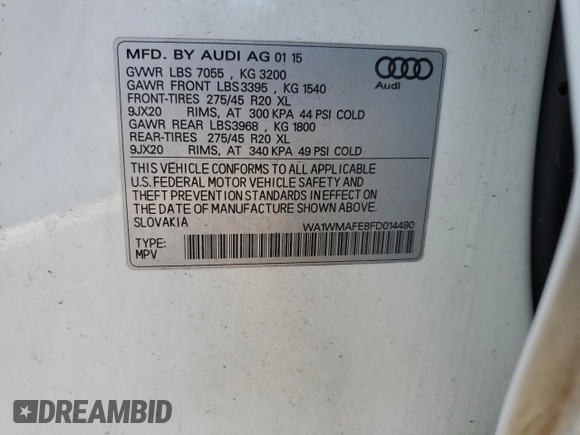 MFD. BY AUDI AG 01 15
GVWR LBS 7055 , KG 3200
GAWR FRONT LBS3395 , KG 1540
FRONT-TIRES 275/45 R20 XL
9JX20 RIMS, AT 300 KPA 44 PSI COLD
GAWR REAR LBS3968 , KG 1800
REAR-TIRES 275/45 R20 XL
9JX20 RIMS, AT 340 KPA 49 PSI COLD
Audi
THIS VEHICLE CONFORMS TO ALL APPLICABLE
U.S. FEDERAL MOTOR VEHICLE SAFETY AND
THEFT PREVENTION STANDARDS IN EFFECT ON
THE DATE OF MANUFACTURE SHOWN ABOVE.
SLOVAKIA
WA1WMAFE8FD014490
TYPE:
MPV
DREAMBID